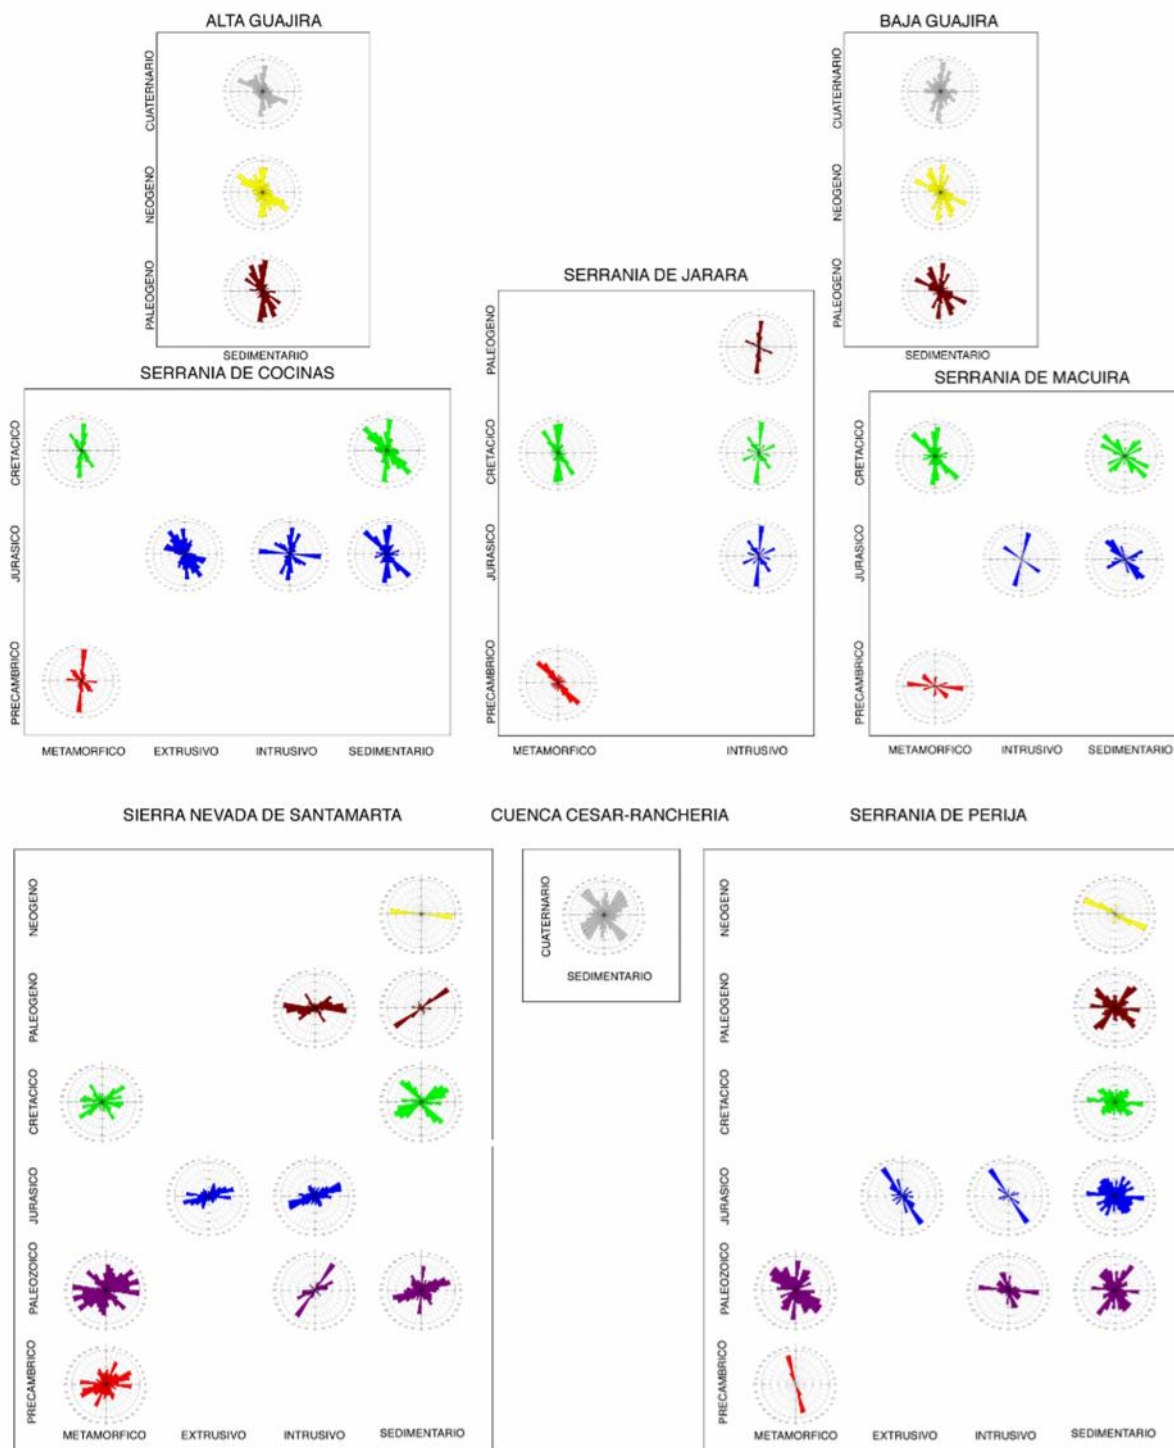 ALTA GUAJIRA
CUATERNARIO
NEOGENO
PALEOGENO
SEDIMENTARIO
BAJA GUAJIRA
CUATERNARIO
NEOGENO
PALEOGENO
SEDIMENTARIO
SERRANIA DE COCINAS
CRETACICO
JURASICO
PRECAMBRICO
METAMORFICO EXTRUSIVO INTRUSIVO SEDIMENTARIO
SERRANIA DE JARARA
PALEOGENO
CRETACICO
JURASICO
PRECAMBRICO
METAMORFICO INTRUSIVO
SERRANIA DE MACUIRA
CRETACICO
JURASICO
PRECAMBRICO
METAMORFICO INTRUSIVO SEDIMENTARIO
SIERRA NEVADA DE SANTAMARTA
NEOGENO
PALEOGENO
CRETACICO
JURASICO
PALEOZOICO
PRECAMBRICO
METAMORFICO EXTRUSIVO INTRUSIVO SEDIMENTARIO
CUENCA CESAR-RANCHERIA
CUATERNARIO
SEDIMENTARIO
SERRANIA DE PERIJA
NEOGENO
PALEOGENO
CRETACICO
JURASICO
PALEOZOICO
PRECAMBRICO
METAMORFICO EXTRUSIVO INTRUSIVO SEDIMENTARIO